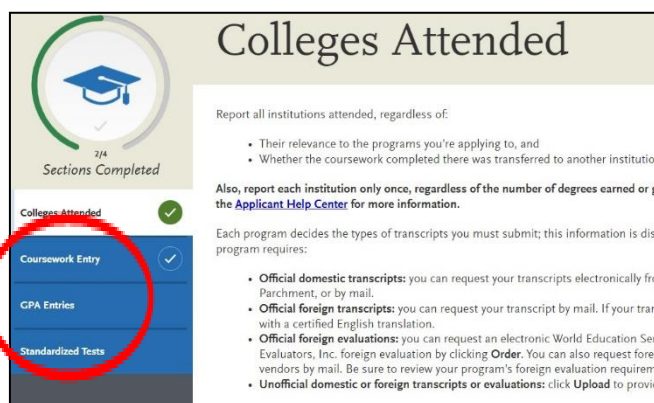 Colleges Attended
2/4
Sections Completed
Colleges Attended
Coursework Entry
GPA Entries
Standardized Tests
Report all institutions attended, regardless of:
• Their relevance to the programs you're applying to, and
• Whether the coursework completed there was transferred to another institutio
Also, report each institution only once, regardless of the number of degrees earned or
the Applicant Help Center for more information.
Each program decides the types of transcripts you must submit; this information is
program requires:
• Official domestic transcripts: you can request your transcripts electronically
Parchment, or by mail.
• Official foreign transcripts: you can request your transcript by mail. If your
with a certified English translation.
• Official foreign evaluations: you can request an electronic World Education
Evaluators, Inc. foreign evaluation by clicking Order. You can also request
vendors by mail. Be sure to review your program's foreign evaluation
• Unofficial domestic or foreign transcripts or evaluations: click Upload to